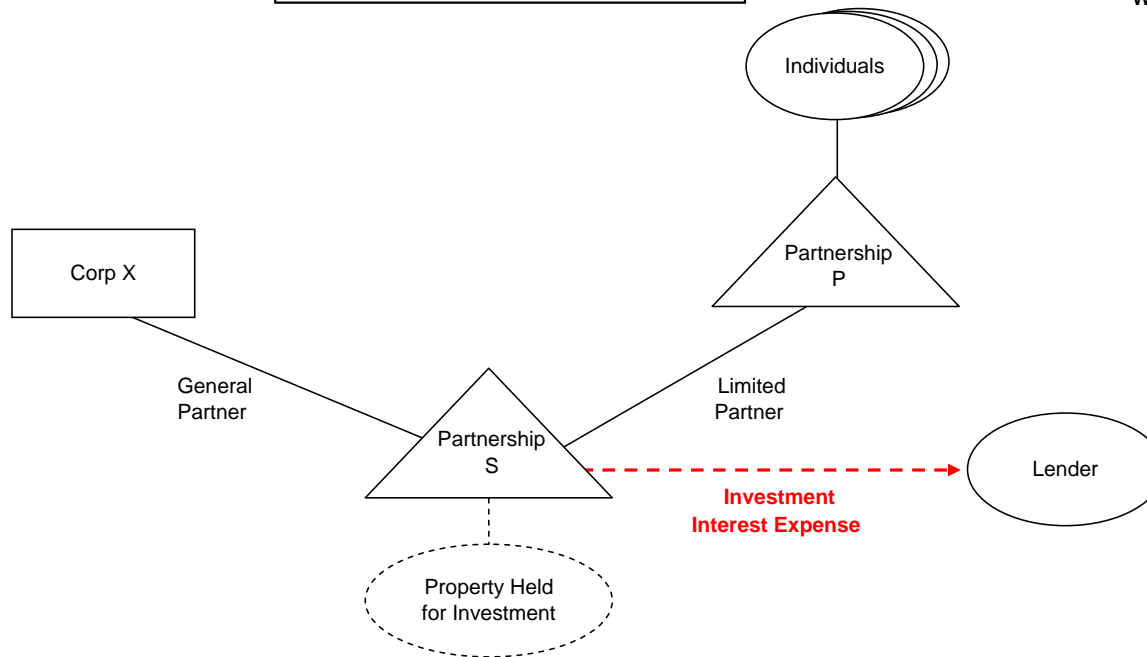 Individuals
Partnership
P
Corp X
General
Partner
Limited
Partner
Partnership
S
Lender
Investment
Interest Expense
Property Held
for Investment